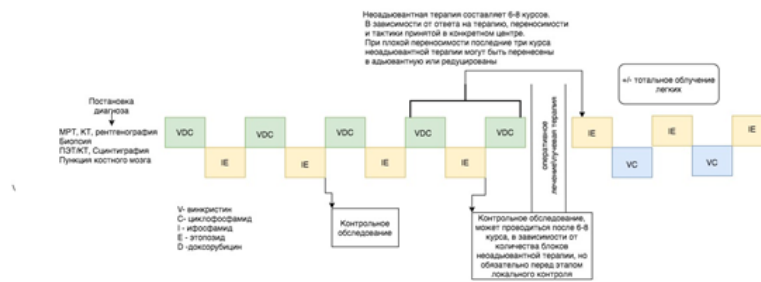 Неоадъювантная терапия составляет 6-8 курсов.
В зависимости от ответа на терапию, переносимости
и тактики принятой в конкретном центре.
При плохой переносимости последние три курса
неоадъювантной терапии могут быть перенесены
в адъювантную или редуцированы
+/- тотальное облучение
легких
Постановка
диагноза
МРТ, КТ, рентгенография
Биопсия
ПЭТ/КТ, Сцинтиграфия
Пункция костного мозга
VDC
VDC
VDC
VDC
VDC
IE
IE
IE
IE
оперативное
лечение/лучевая терапия
IE
IE
IE
VC
VC
\
V- винкристин
C- циклофосфамид
I - ифосфамид
E - этопозид
D -доксорубицин
Контрольное
обследование
Контрольное обследование,
может проводиться после 6-8
курса, в зависимости от
количества блоков
неоадъювантной терапии, но
обязательно перед этапом
локального контроля